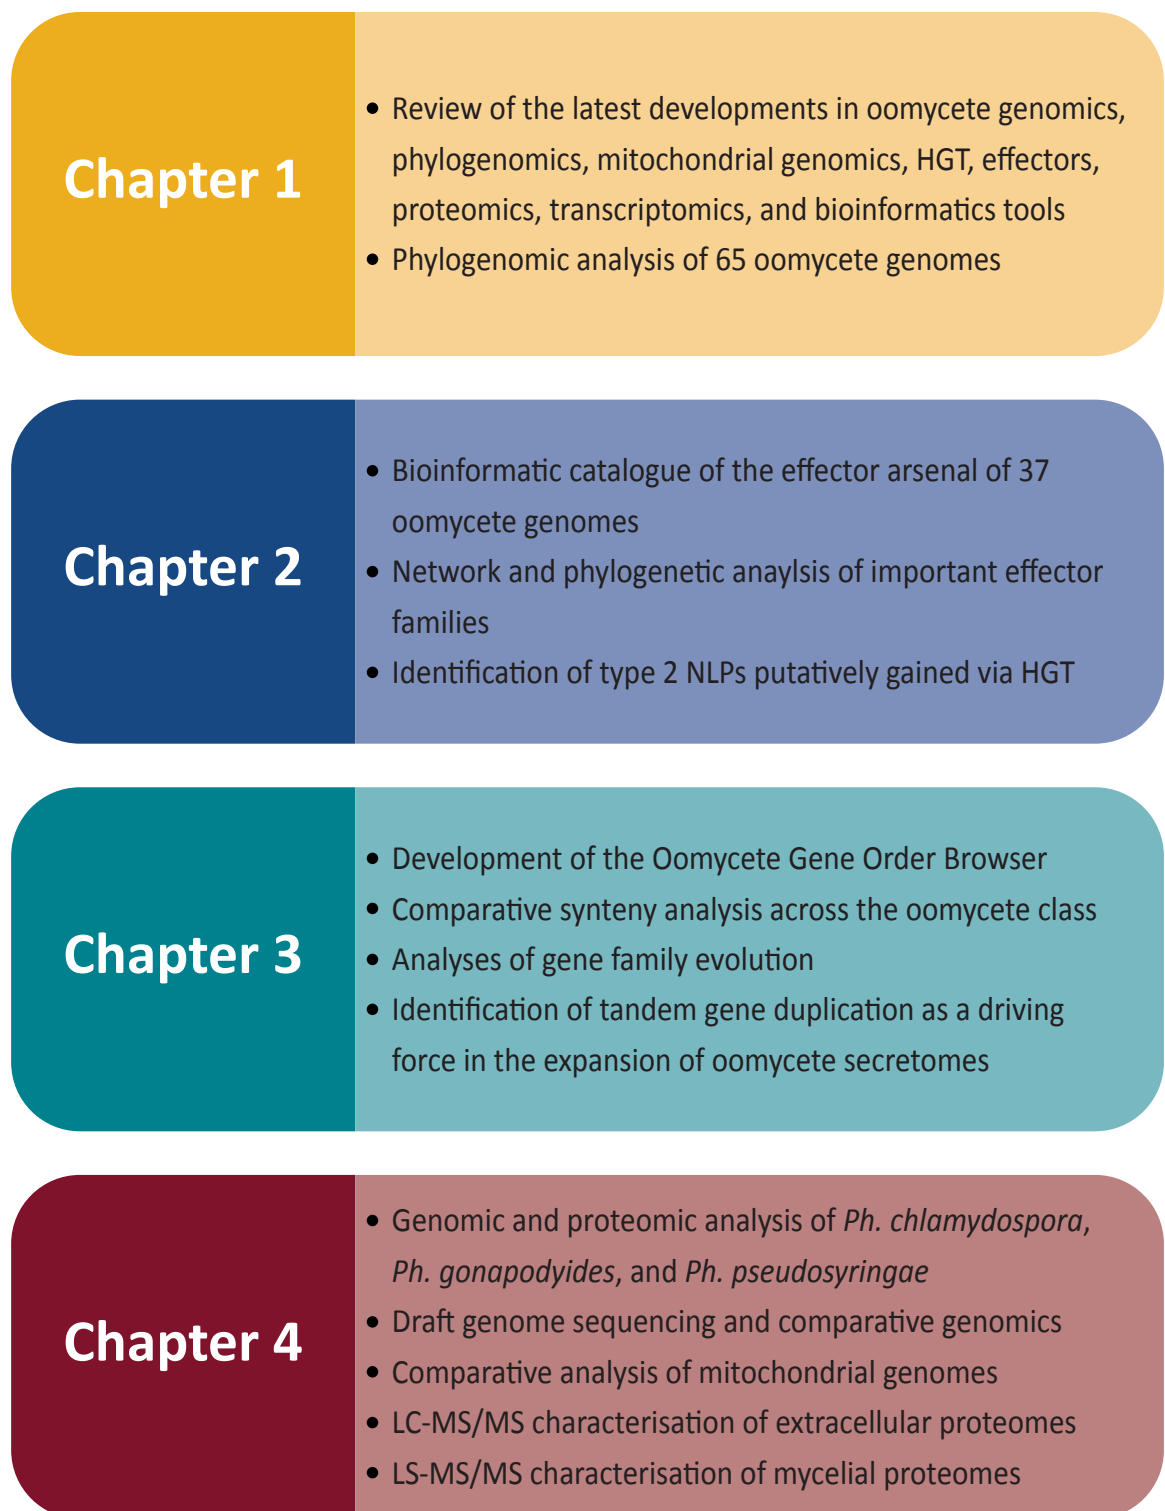 Chapter 1
• Review of the latest developments in oomycete genomics,
phylogenomics, mitochondrial genomics, HGT, effectors,
proteomics, transcriptomics, and bioinformatics tools
• Phylogenomic analysis of 65 oomycete genomes
Chapter 2
• Bioinformatic catalogue of the effector arsenal of 37
oomycete genomes
• Network and phylogenetic anaylsis of important effector
families
• Identification of type 2 NLPs putatively gained via HGT
Chapter 3
• Development of the Oomycete Gene Order Browser
• Comparative synteny analysis across the oomycete class
• Analyses of gene family evolution
• Identification of tandem gene duplication as a driving
force in the expansion of oomycete secretomes
Chapter 4
• Genomic and proteomic analysis of Ph. chlamydospora,
Ph. gonapodyides, and Ph. pseudosyringae
• Draft genome sequencing and comparative genomics
• Comparative analysis of mitochondrial genomes
• LC-MS/MS characterisation of extracellular proteomes
• LS-MS/MS characterisation of mycelial proteomes